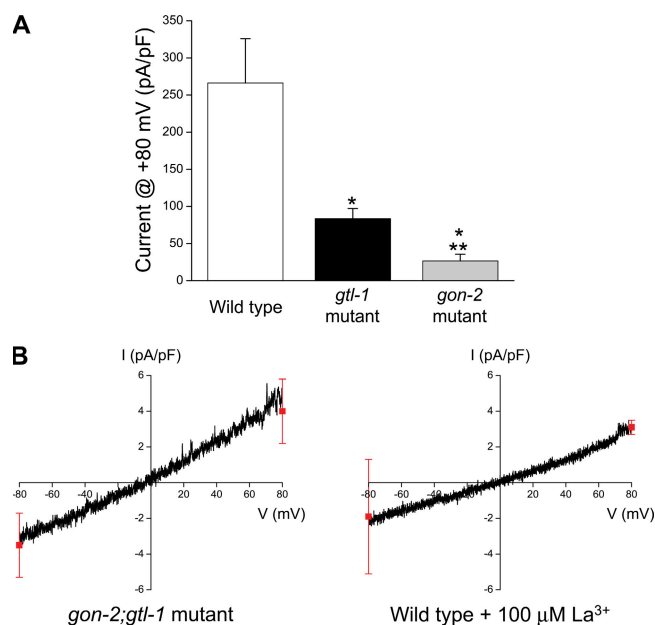 A
Current @ +80 mV (pA/pF)
350
300
250
200
150
100
50
0
*
*
**
Wild type
gtl-1
mutant
gon-2
mutant
B
I (pA/pF)
6
4
2
-2
-4
-6
-80 -60 -40 -20 20 40 60 80
V (mV)
gon-2;gtl-1 mutant
I (pA/pF)
6
4
2
-2
-4
-6
-80 -60 -40 -20 20 40 60 80
V (mV)
Wild type + 100 μM La³⁺